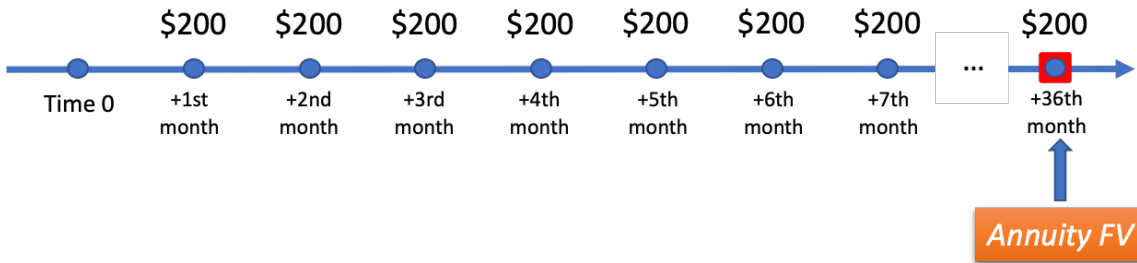 $200 $200 $200 $200 $200 $200 $200 $200
...
Time 0 +1st +2nd +3rd +4th +5th +6th +7th +36th
month month month month month month month month
Annuity FV